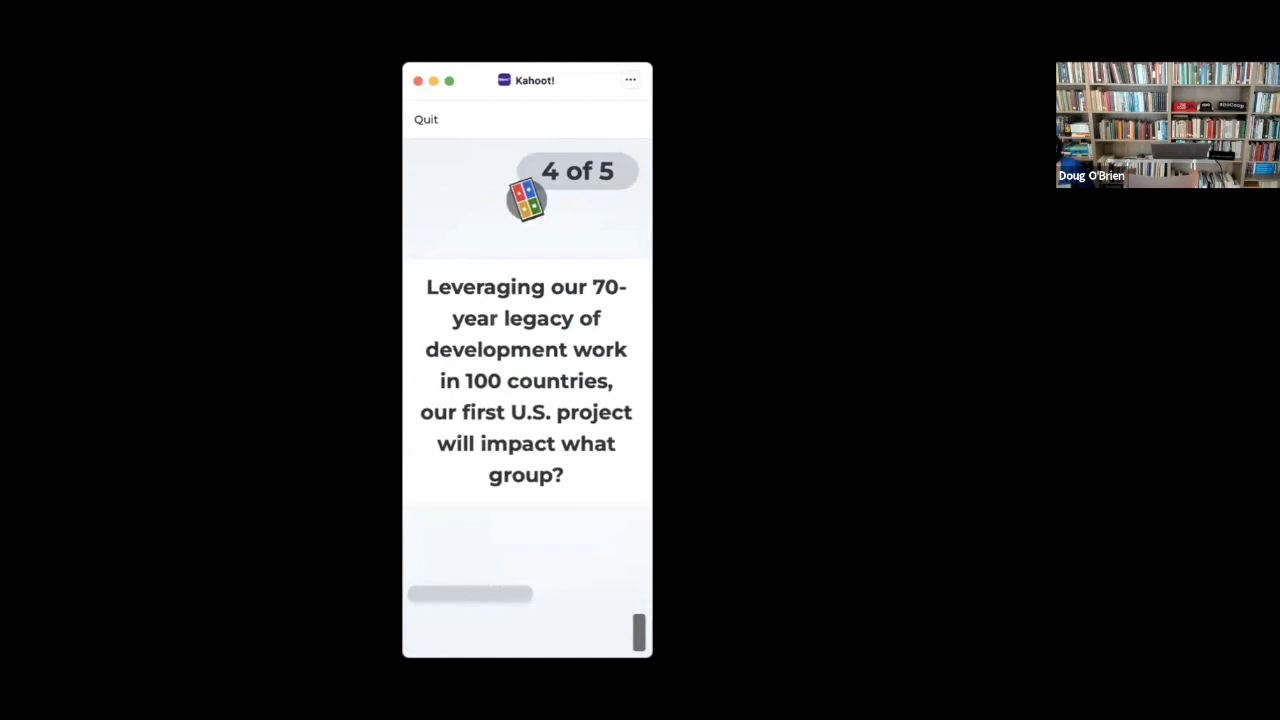 Kahoot!
Quit
4 of 5
Leveraging our 70-
year legacy of
development work
in 100 countries,
our first U.S. project
will impact what
group?
Doug O'Brien